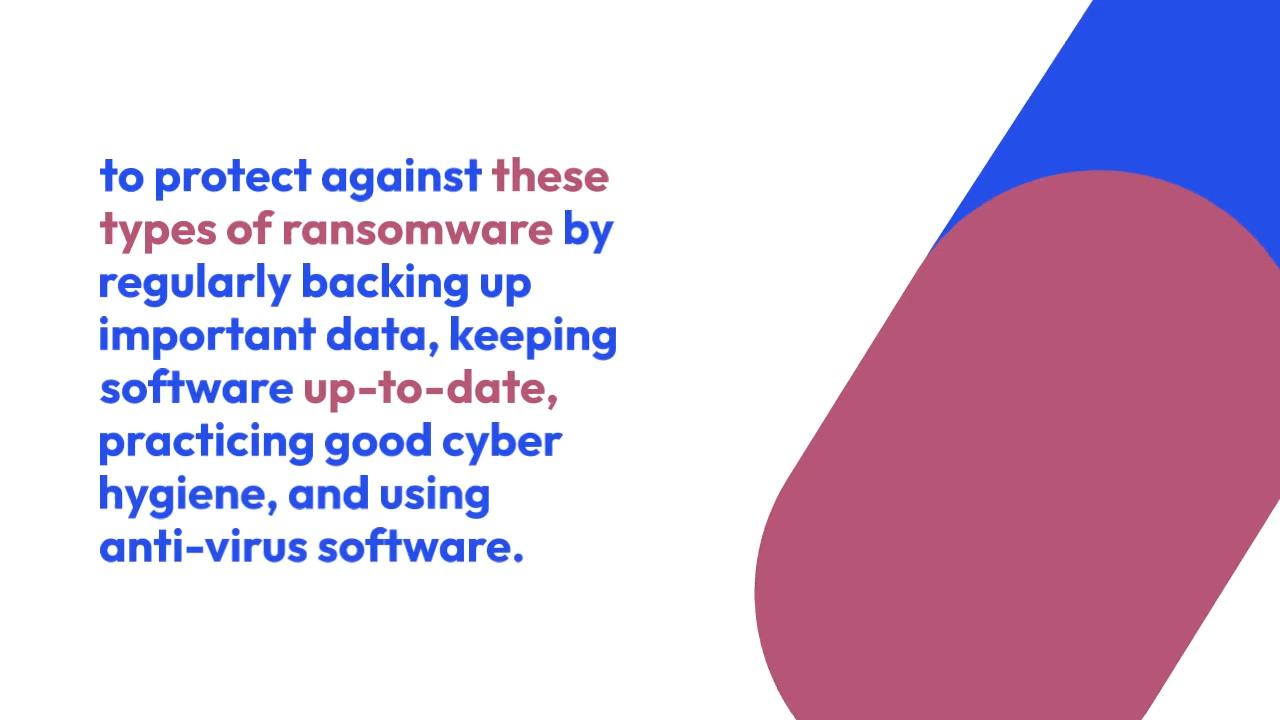 to protect against these
types of ransomware by
regularly backing up
important data, keeping
software up-to-date,
practicing good cyber
hygiene, and using
anti-virus software.